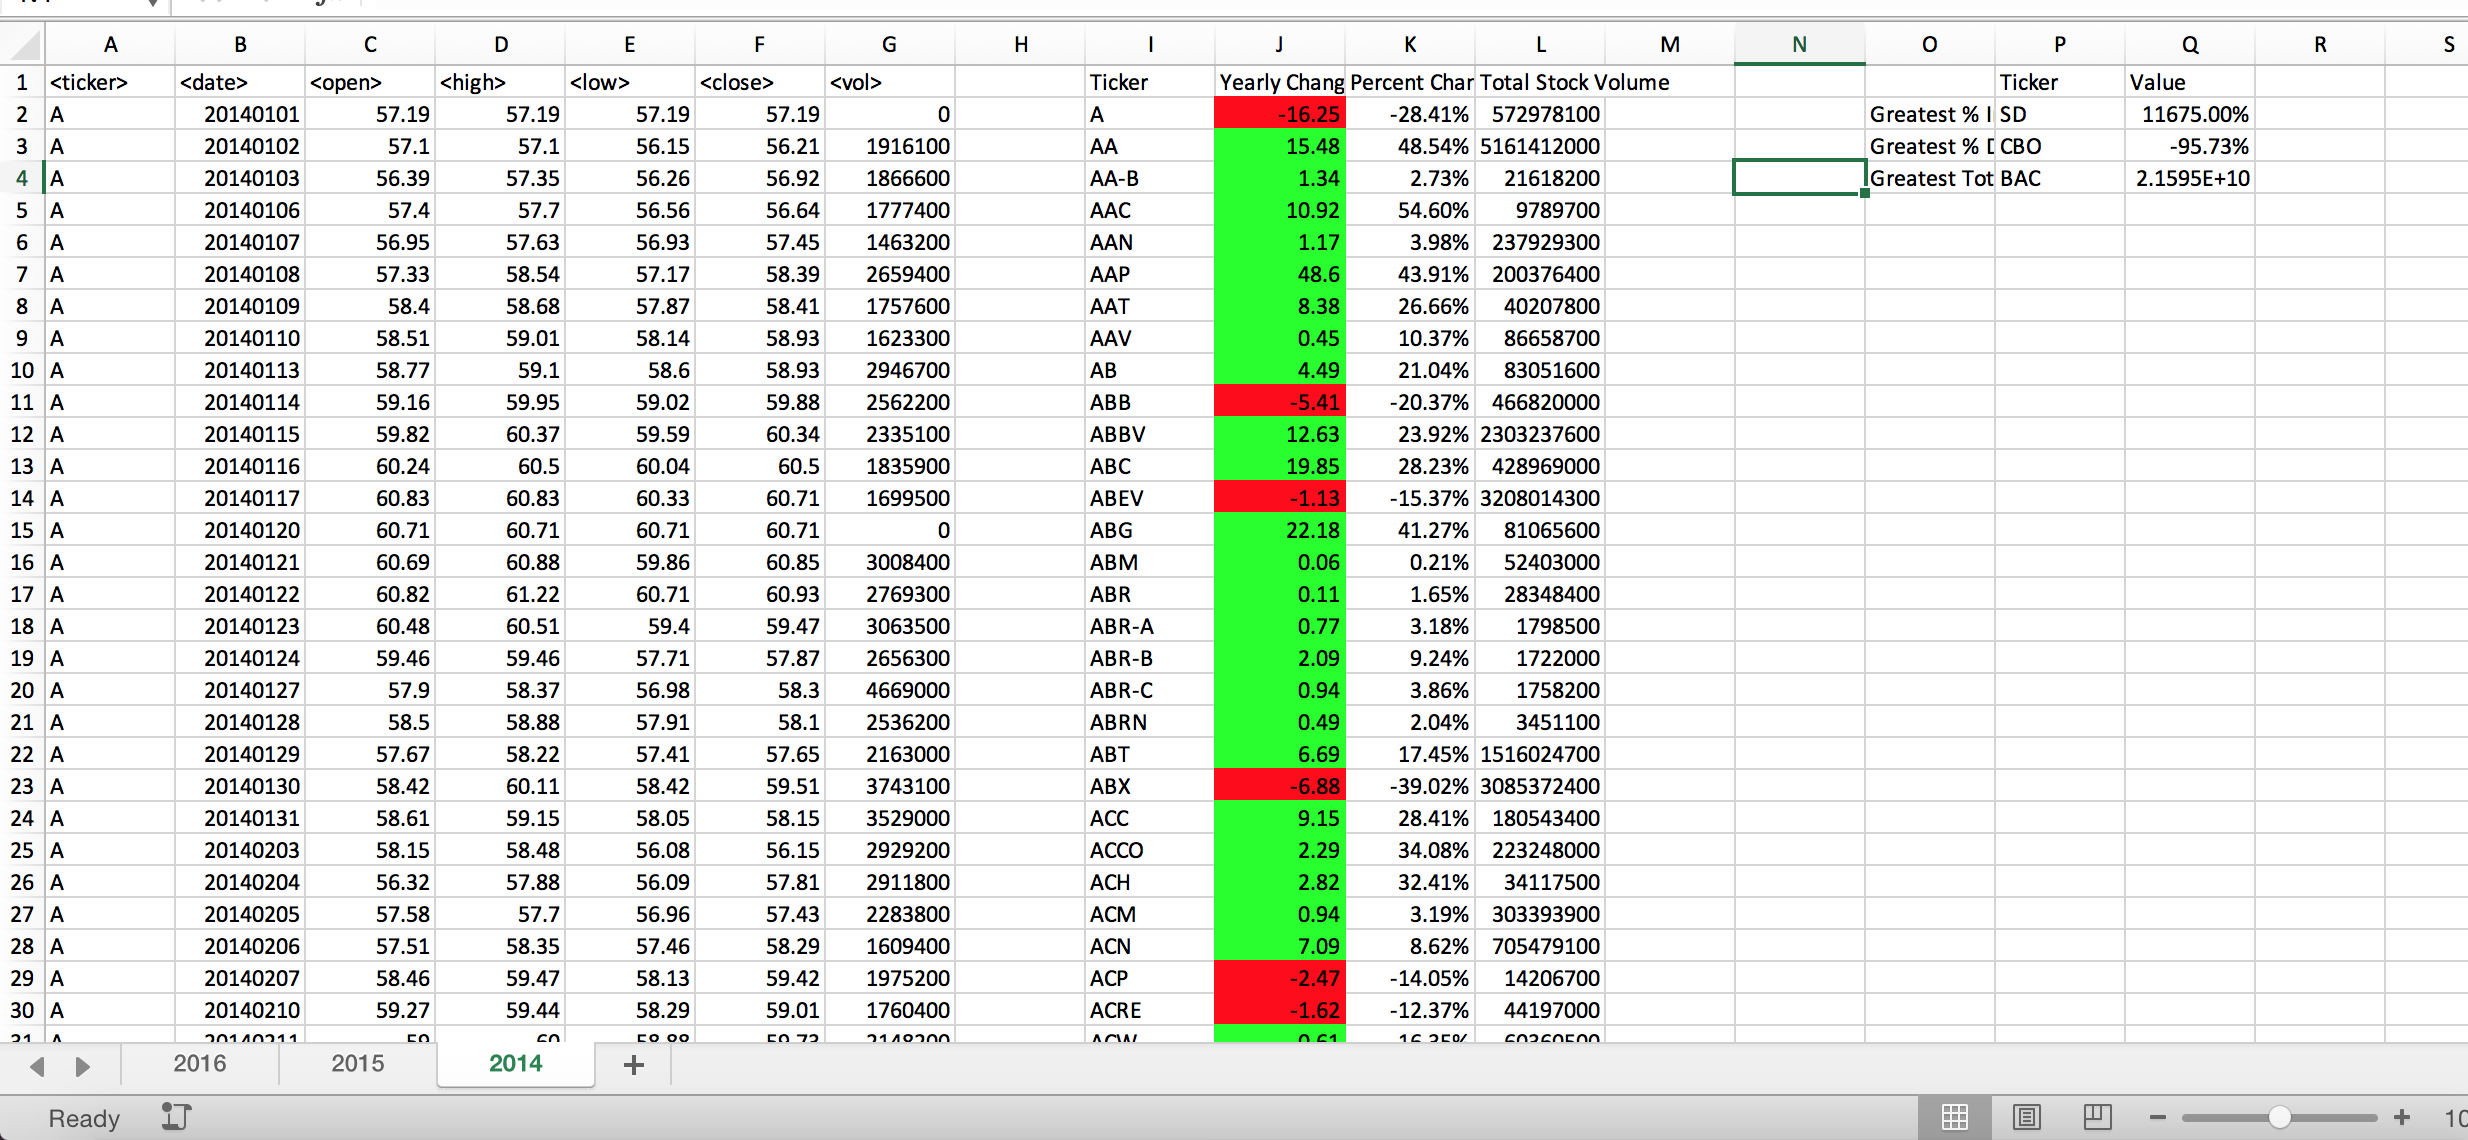 A B C D E F G H I J K L M N O P Q R S
1 <ticker> <date> <open> <high> <low> <close> <vol> Ticker Yearly Chang Percent Char Total Stock Volume Ticker Value
2 A 20140101 57.19 57.19 57.19 57.19 0 A -16.25 -28.41% 572978100 Greatest % I SD 11675.00%
3 A 20140102 57.1 57.1 56.15 56.21 1916100 AA 15.48 48.54% 5161412000 Greatest % D CBO -95.73%
4 A 20140103 56.39 57.35 56.26 56.92 1866600 AA-B 1.34 2.73% 21618200 Greatest Tot BAC 2.1595E+10
5 A 20140106 57.4 57.7 56.56 56.64 1777400 AAC 10.92 54.60% 9789700
6 A 20140107 56.95 57.63 56.93 57.45 1463200 AAN 1.17 3.98% 237929300
7 A 20140108 57.33 58.54 57.17 58.39 2659400 AAP 48.6 43.91% 200376400
8 A 20140109 58.4 58.68 57.87 58.41 1757600 AAT 8.38 26.66% 40207800
9 A 20140110 58.51 59.01 58.14 58.93 1623300 AAV 0.45 10.37% 86658700
10 A 20140113 58.77 59.1 58.6 58.93 2946700 AB 4.49 21.04% 83051600
11 A 20140114 59.16 59.95 59.02 59.88 2562200 ABB -5.41 -20.37% 466820000
12 A 20140115 59.82 60.37 59.59 60.34 2335100 ABBV 12.63 23.92% 2303237600
13 A 20140116 60.24 60.5 60.04 60.5 1835900 ABC 19.85 28.23% 428969000
14 A 20140117 60.83 60.83 60.33 60.71 1699500 ABEV -1.13 -15.37% 3208014300
15 A 20140120 60.71 60.71 60.71 60.71 0 ABG 22.18 41.27% 81065600
16 A 20140121 60.69 60.88 59.86 60.85 3008400 ABM 0.06 0.21% 52403000
17 A 20140122 60.82 61.22 60.71 60.93 2769300 ABR 0.11 1.65% 28348400
18 A 20140123 60.48 60.51 59.4 59.47 3063500 ABR-A 0.77 3.18% 1798500
19 A 20140124 59.46 59.46 57.71 57.87 2656300 ABR-B 2.09 9.24% 1722000
20 A 20140127 57.9 58.37 56.98 58.3 4669000 ABR-C 0.94 3.86% 1758200
21 A 20140128 58.5 58.88 57.91 58.1 2536200 ABRN 0.49 2.04% 3451100
22 A 20140129 57.67 58.22 57.41 57.65 2163000 ABT 6.69 17.45% 1516024700
23 A 20140130 58.42 60.11 58.42 59.51 3743100 ABX -6.88 -39.02% 3085372400
24 A 20140131 58.61 59.15 58.05 58.15 3529000 ACC 9.15 28.41% 180543400
25 A 20140203 58.15 58.48 56.08 56.15 2929200 ACCO 2.29 34.08% 223248000
26 A 20140204 56.32 57.88 56.09 57.81 2911800 ACH 2.82 32.41% 34117500
27 A 20140205 57.58 57.7 56.96 57.43 2283800 ACM 0.94 3.19% 303393900
28 A 20140206 57.51 58.35 57.46 58.29 1609400 ACN 7.09 8.62% 705479100
29 A 20140207 58.46 59.47 58.13 59.42 1975200 ACP -2.47 -14.05% 14206700
30 A 20140210 59.27 59.44 58.29 59.01 1760400 ACRE -1.62 -12.37% 44197000
31 A 20140211 59 60 58.88 59.73 2148200 ACW 0.61 16.35%
2016 2015 2014 +
Ready